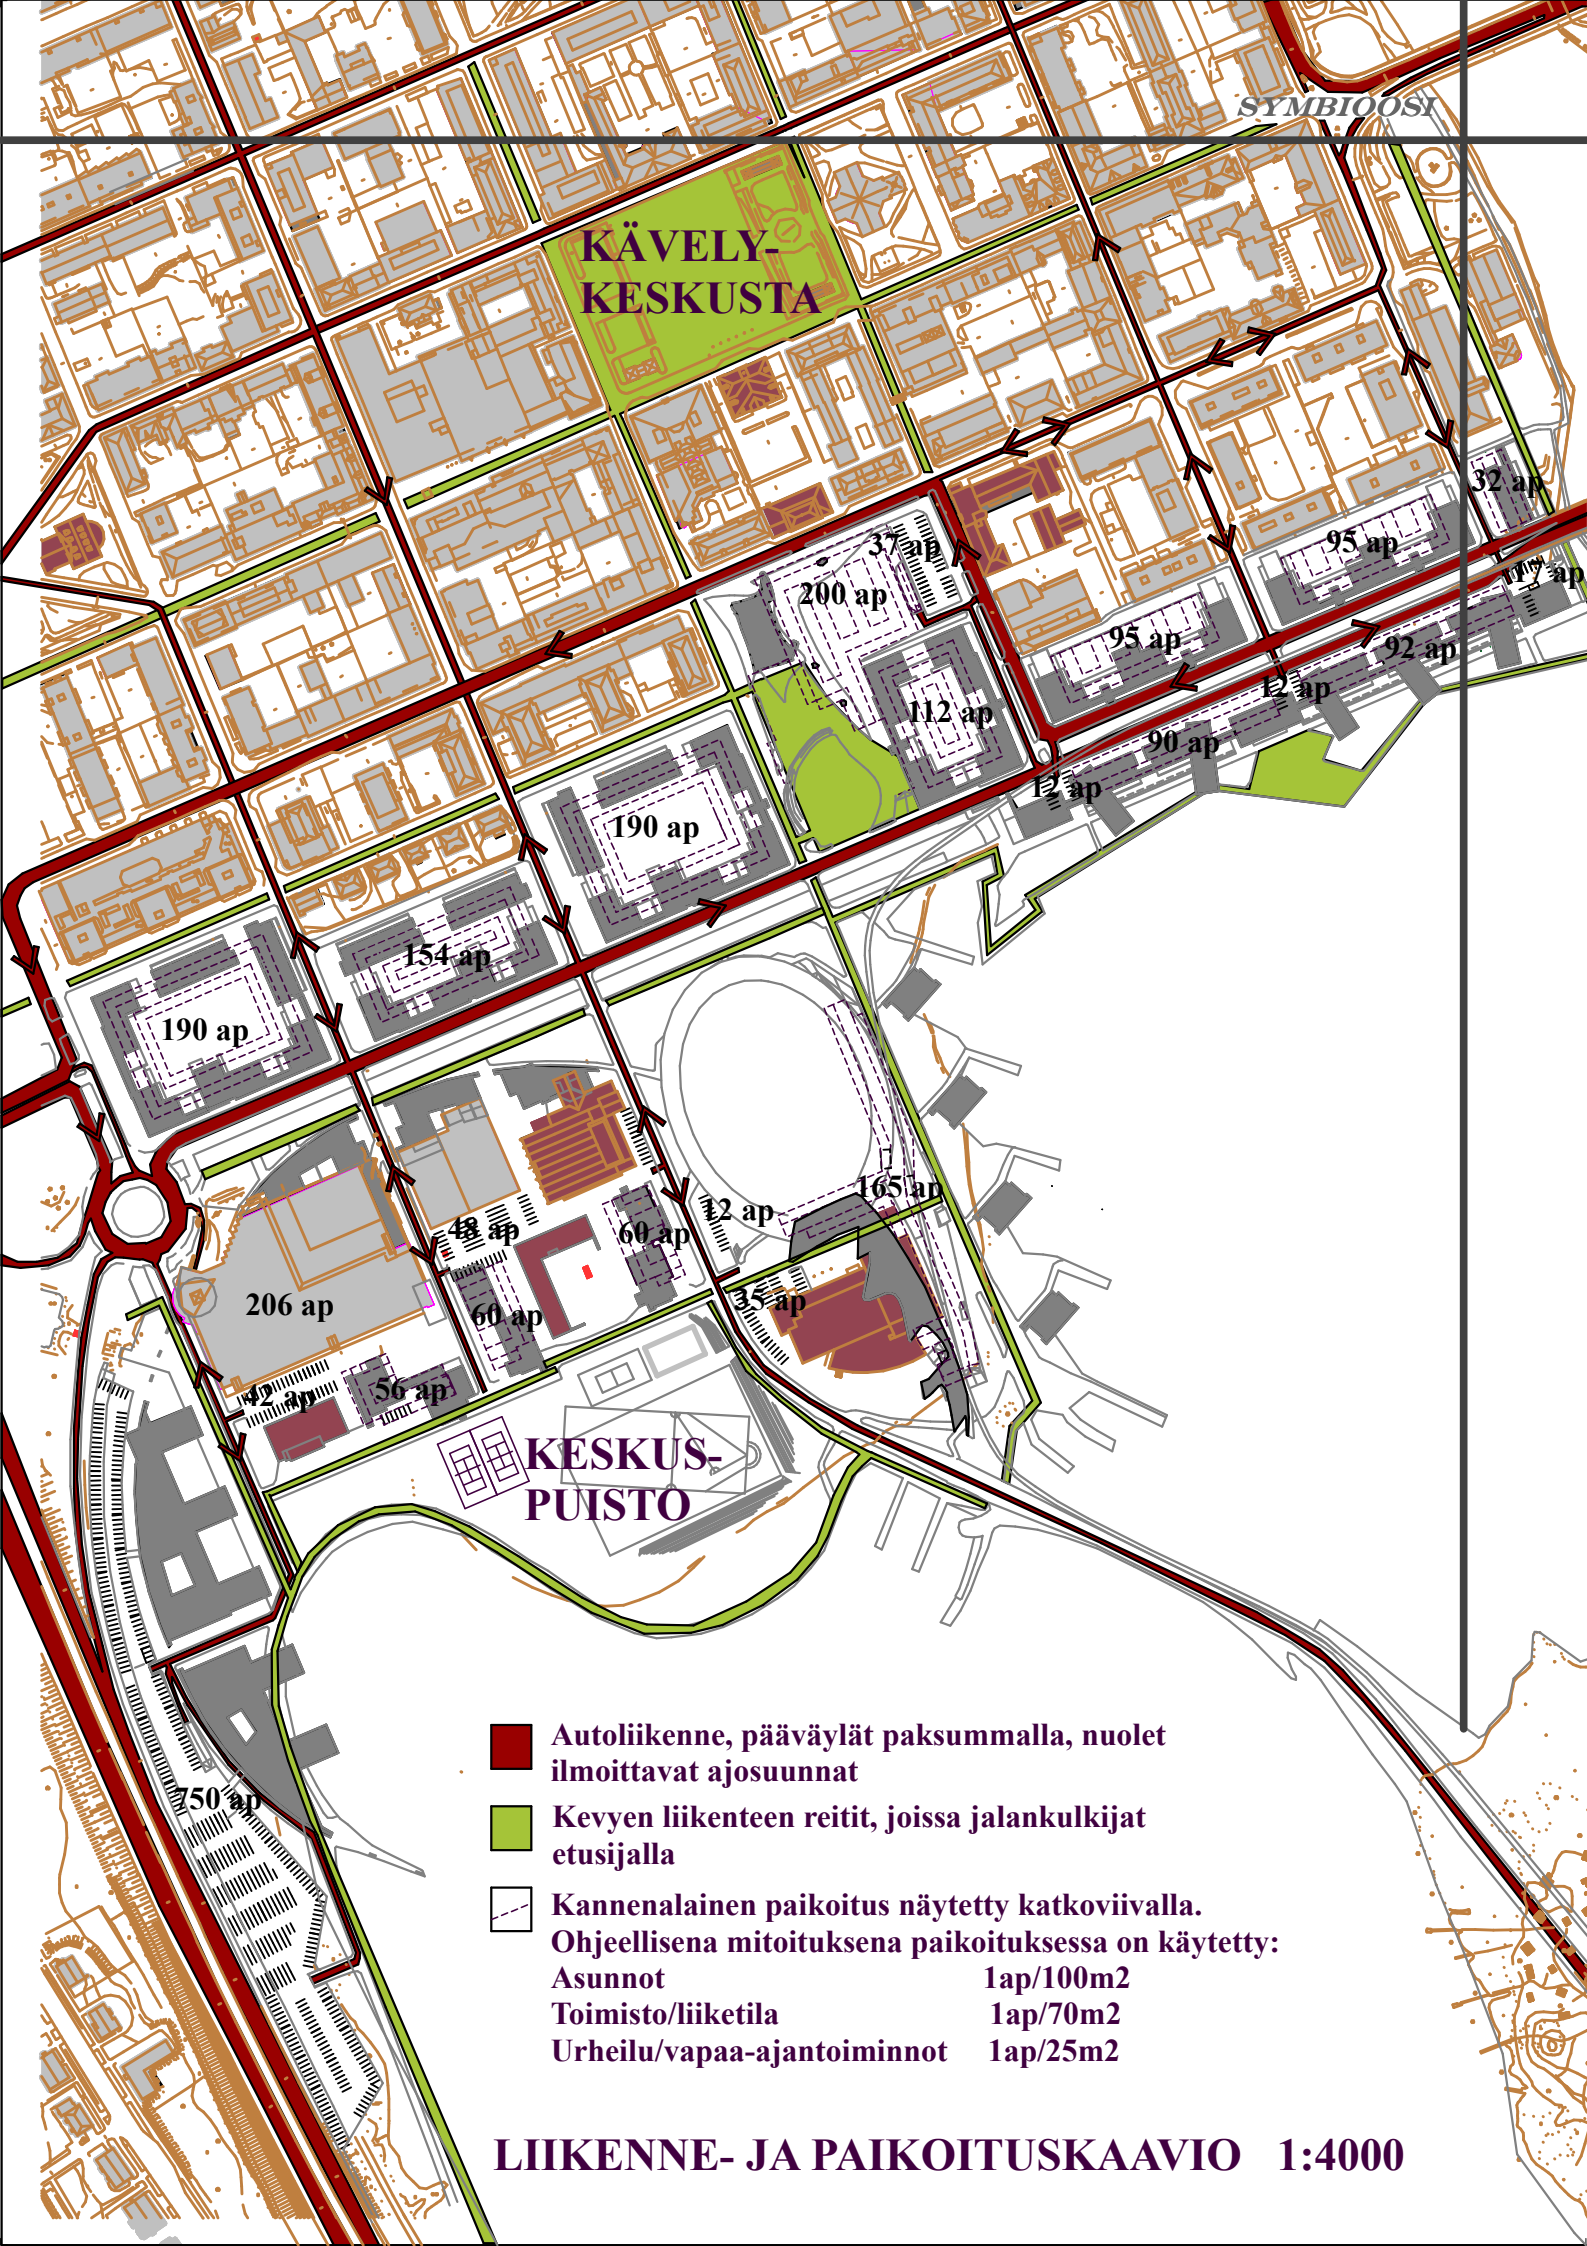 SYMBIOOSI
KÄVELY-
KESKUSTA
32 ap
37 ap
95 ap
17 ap
200 ap
95 ap
92 ap
12 ap
112 ap
90 ap
12 ap
190 ap
154 ap
190 ap
165 ap
12 ap
48 ap
60 ap
206 ap
35 ap
60 ap
42 ap
56 ap
KESKUS-
PUISTO
750 ap
Autoliikenne, pääväylät paksummalla, nuolet
ilmoittavat ajosuunnat
Kevyen liikenteen reitit, joissa jalankulkijat
etusijalla
Kannenalainen paikoitus näytetty katkoviivalla.
Ohjeellisena mitoituksena paikoituksessa on käytetty:
Asunnot 1ap/100m2
Toimisto/liiketila 1ap/70m2
Urheilu/vapaa-ajantoiminnot 1ap/25m2
LIIKENNE- JA PAIKOITUSKAAVIO 1:4000